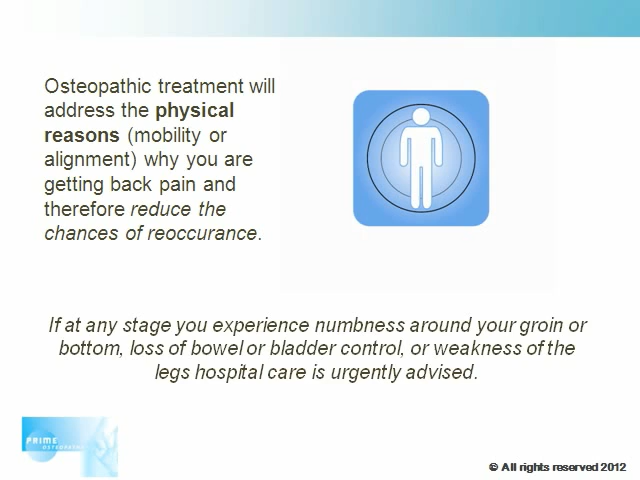 Osteopathic treatment will
address the physical
reasons (mobility or
alignment) why you are
getting back pain and
therefore reduce the
chances of reoccurance.
If at any stage you experience numbness around your groin or
bottom, loss of bowel or bladder control, or weakness of the
legs hospital care is urgently advised.
PRIME
OSTEOPATHY
© All rights reserved 2012